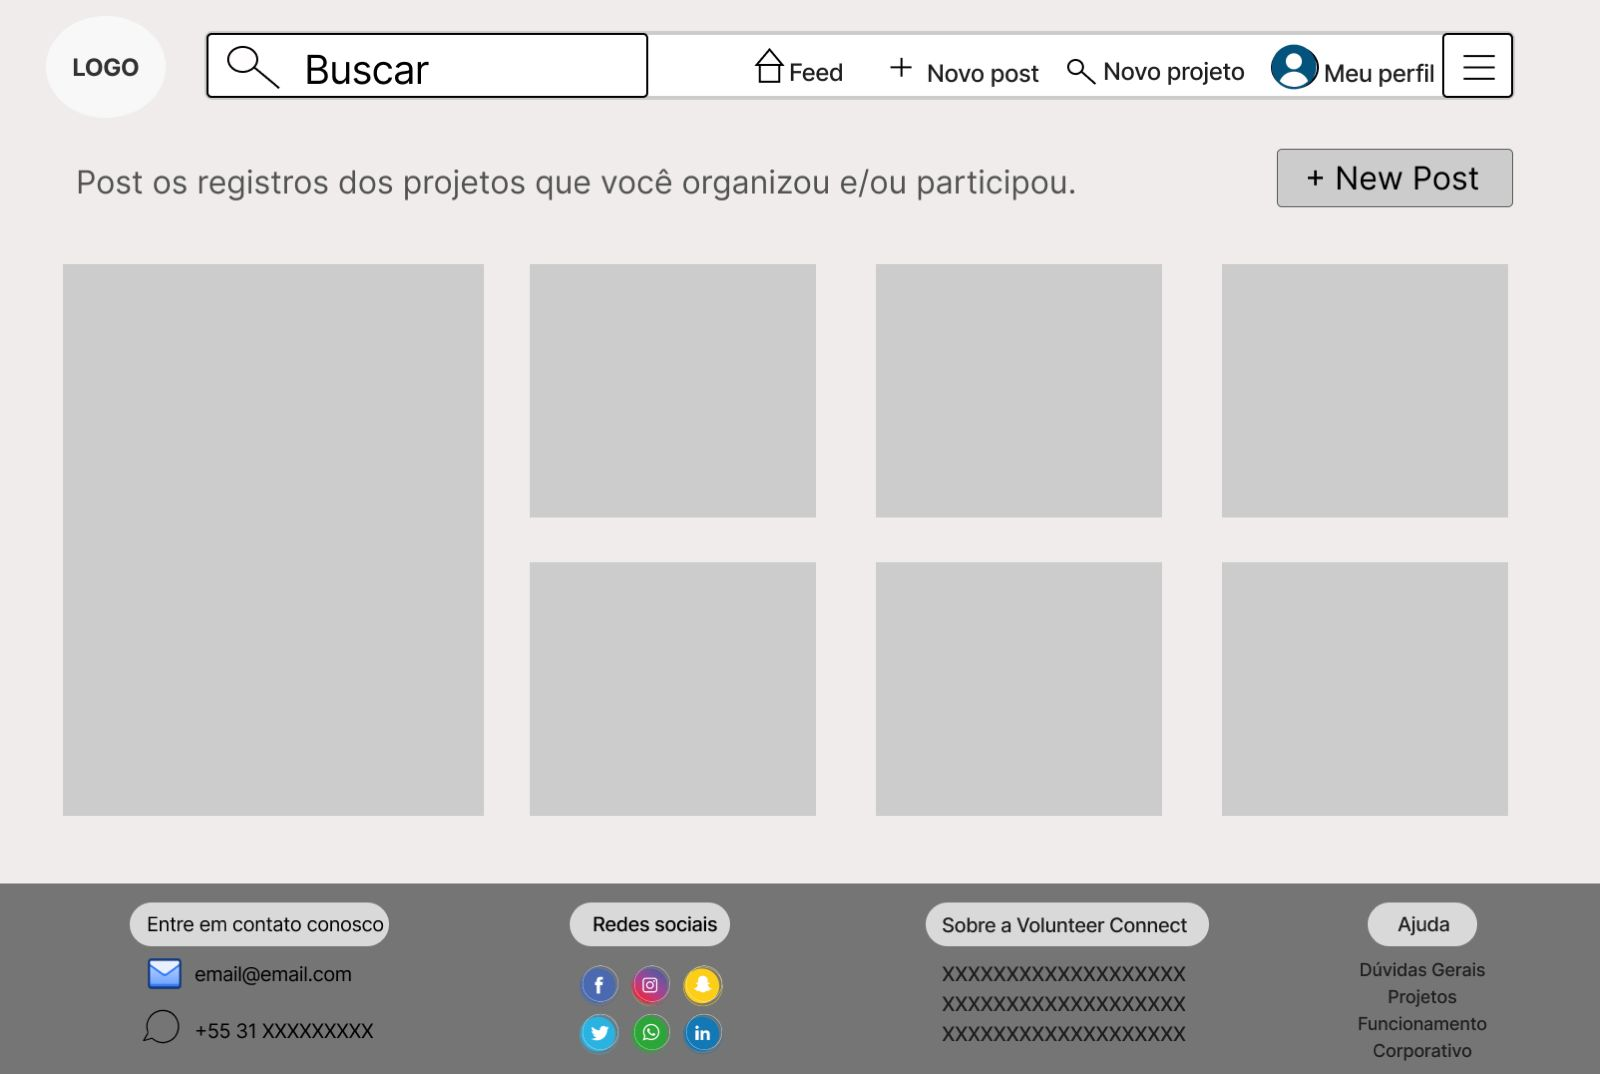 LOGO
Buscar
Feed
Novo post
Novo projeto
Meu perfil
Post os registros dos projetos que você organizou e/ou participou.
+ New Post
Entre em contato conosco
email@email.com
+55 31 XXXXXXXXX
Redes sociais
Sobre a Volunteer Connect
XXXXXXXXXXXXXXXXXXX
XXXXXXXXXXXXXXXXXXX
XXXXXXXXXXXXXXXXXXX
Ajuda
Dúvidas Gerais
Projetos
Funcionamento
Corporativo